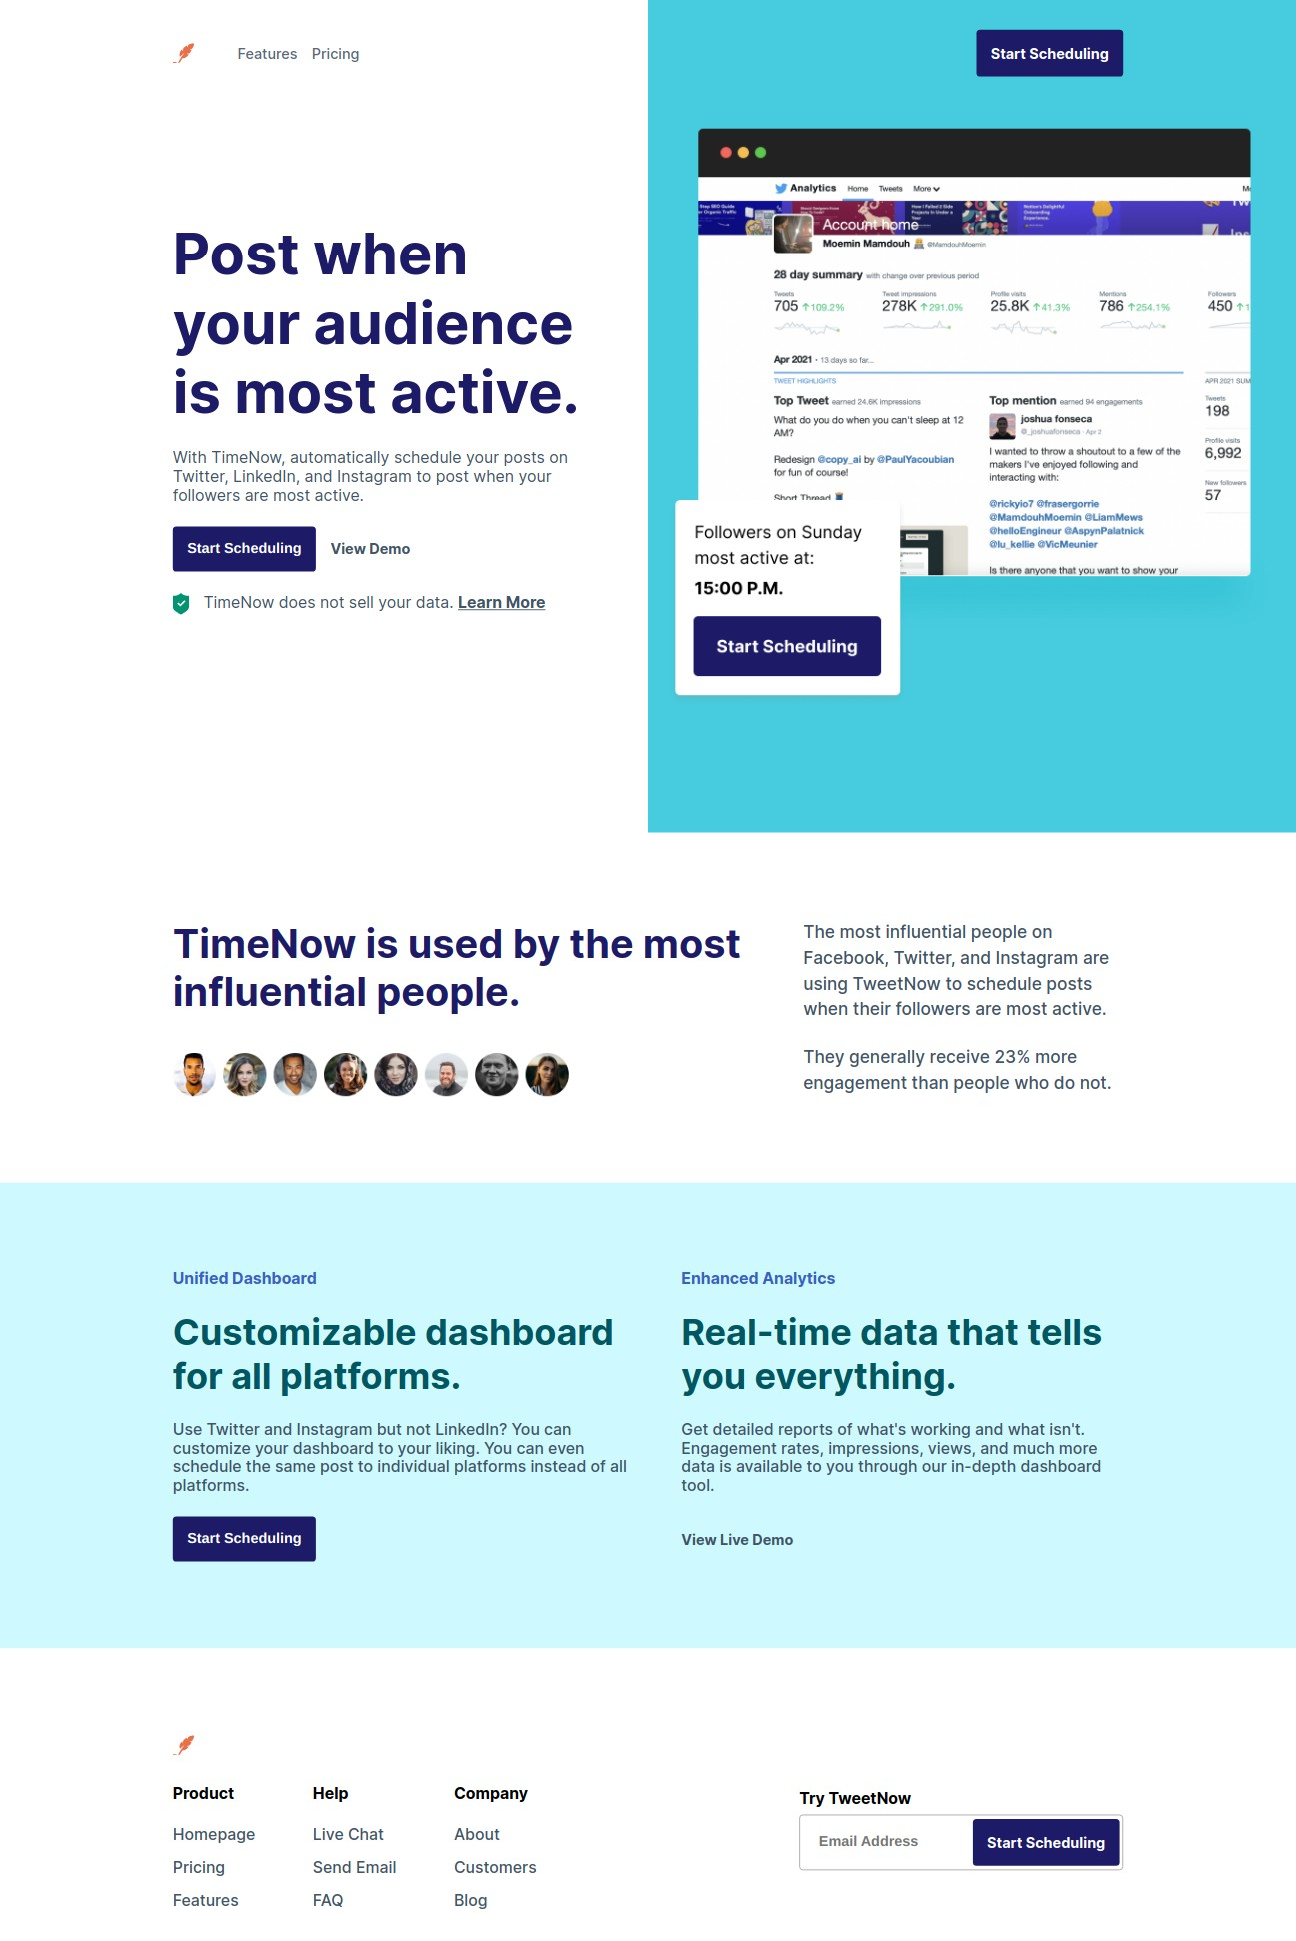 Features Pricing
Start Scheduling
Post when
your audience
is most active.
With TimeNow, automatically schedule your posts on
Twitter, LinkedIn, and Instagram to post when your
followers are most active.
Start Scheduling View Demo
TimeNow does not sell your data. Learn More
Analytics Home Tweets More
Account home
Moemin Mamdouh @MamdouhMoemin
28 day summary with change over previous period
Tweets Tweet impressions Profile visits Mentions Followers
705 109.2% 278K 291.0% 25.8K 41.3% 786 254.1% 450
Apr 2021 • 13 days so far...
TWEET HIGHLIGHTS
Top Tweet earned 24.6K impressions
What do you do when you can't sleep at 12
AM?
Redesign @copy_ai by @PaulYacoubian
for fun of course!
Short Thread
Top mention earned 94 engagements
joshua fonseca
@_joshuafonseca · Apr 2
I wanted to throw a shoutout to a few of the
makers I've enjoyed following and
interacting with:
@rickyio7 @frasergorrie
@MamdouhMoemin @LiamMews
@helloEngineur @AspynPalatnick
@lu_kellie @VicMeunier
Is there anyone that you want to show your
APR 2021 SUM
Tweets
198
Profile visits
6,992
New followers
57
Followers on Sunday
most active at:
15:00 P.M.
Start Scheduling
TimeNow is used by the most
influential people.
The most influential people on
Facebook, Twitter, and Instagram are
using TweetNow to schedule posts
when their followers are most active.
They generally receive 23% more
engagement than people who do not.
Unified Dashboard
Customizable dashboard
for all platforms.
Use Twitter and Instagram but not LinkedIn? You can
customize your dashboard to your liking. You can even
schedule the same post to individual platforms instead of all
platforms.
Start Scheduling
Enhanced Analytics
Real-time data that tells
you everything.
Get detailed reports of what's working and what isn't.
Engagement rates, impressions, views, and much more
data is available to you through our in-depth dashboard
tool.
View Live Demo
Product
Homepage
Pricing
Features
Help
Live Chat
Send Email
FAQ
Company
About
Customers
Blog
Try TweetNow
Email Address Start Scheduling